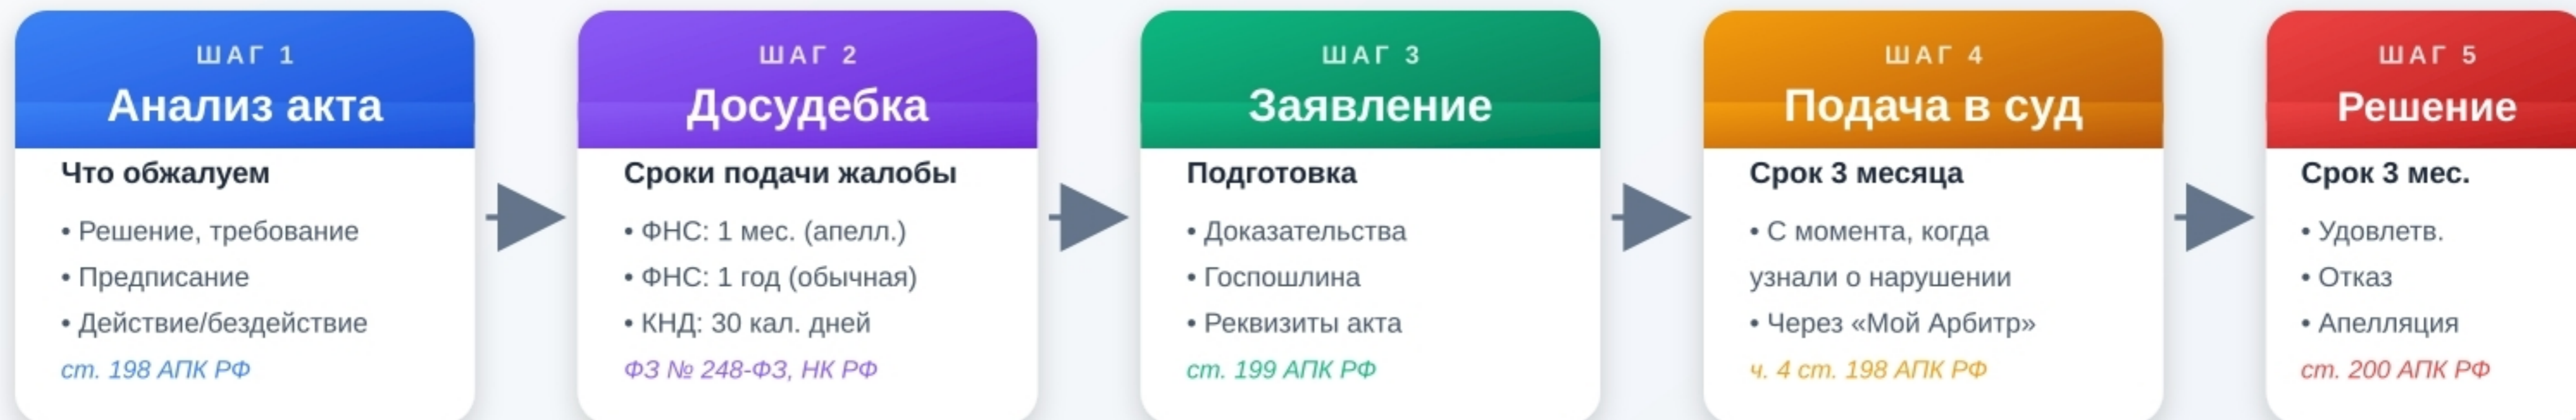 ШАГ 1
Анализ акта
Что обжалуем
• Решение, требование
• Предписание
• Действие/бездействие
ст. 198 АПК РФ
ШАГ 2
Досудебка
Сроки подачи жалобы
• ФНС: 1 мес. (апелл.)
• ФНС: 1 год (обычная)
• КНД: 30 кал. дней
ФЗ № 248-ФЗ, НК РФ
ШАГ 3
Заявление
Подготовка
• Доказательства
• Госпошлина
• Реквизиты акта
ст. 199 АПК РФ
ШАГ 4
Подача в суд
Срок 3 месяца
• С момента, когда
узнали о нарушении
• Через «Мой Арбитр»
ч. 4 ст. 198 АПК РФ
ШАГ 5
Решение
Срок 3 мес.
• Удовлетв.
• Отказ
• Апелляция
ст. 200 АПК РФ